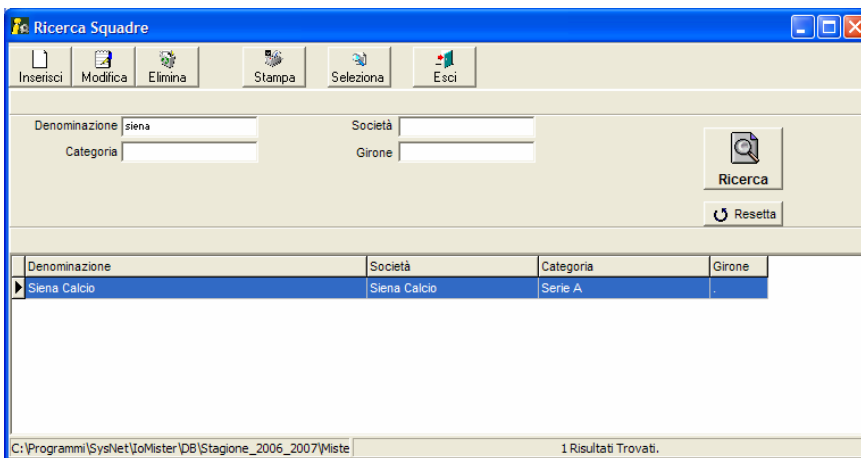 Ricerca Squadre
Inserisci Modifica Elimina Stampa Seleziona Esci
Denominazione siena Società
Categoria Girone
Ricerca
Resetta
Denominazione Società Categoria Girone
Siena Calcio Siena Calcio Serie A .
C:\Programmi\SysNet\IoMister\DB\Stagione_2006_2007\Miste 1 Risultati Trovati.